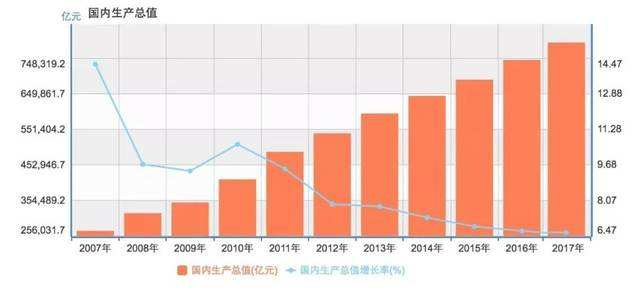 亿元 国内生产总值
748,319.2 14.47
649,861.7 12.88
551,404.2 11.28
452,946.7 9.68
354,489.2 8.07
256,031.7 6.47
2007年 2008年 2009年 2010年 2011年 2012年 2013年 2014年 2015年 2016年 2017年
国内生产总值(亿元) 国内生产总值增长率(%)